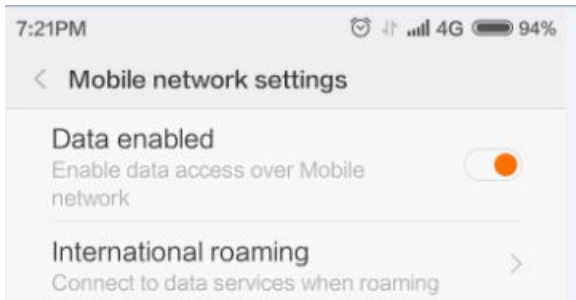 7:21PM 4G 94%
Mobile network settings
Data enabled
Enable data access over Mobile
network
International roaming
Connect to data services when roaming